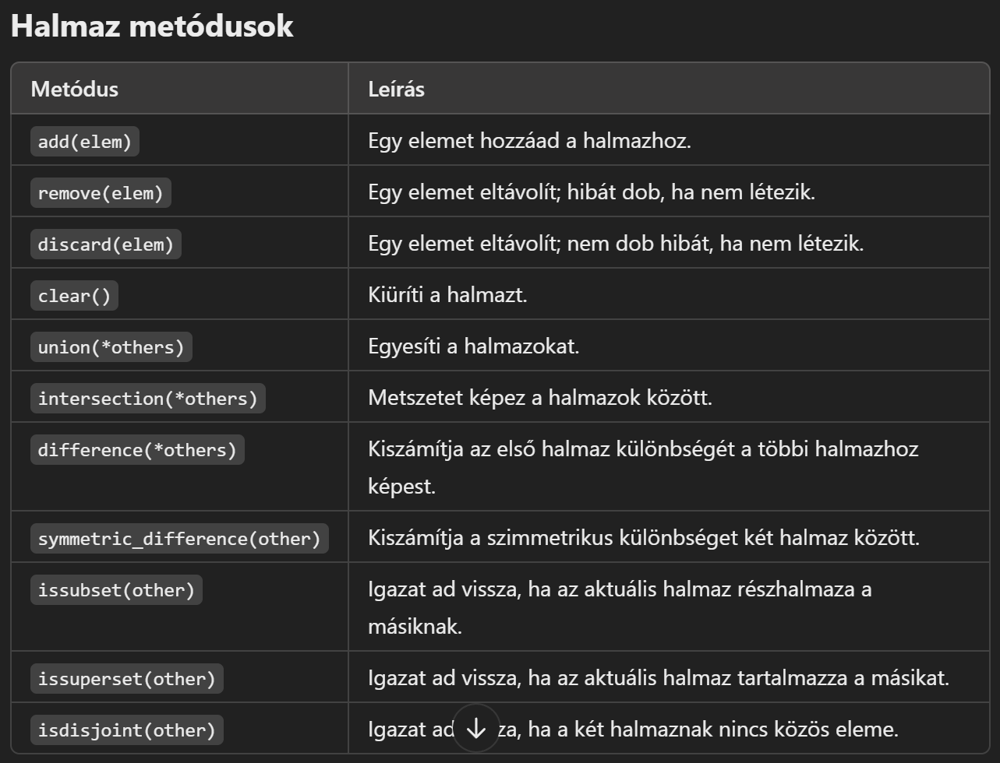 Halmaz metódusok
Metódus Leírás
add(elem) Egy elemet hozzáad a halmazhoz.
remove(elem) Egy elemet eltávolít; hibát dob, ha nem létezik.
discard(elem) Egy elemet eltávolít; nem dob hibát, ha nem létezik.
clear() Kiüríti a halmazt.
union(*others) Egyesíti a halmazokat.
intersection(*others) Metszetet képez a halmazok között.
difference(*others) Kiszámítja az első halmaz különbségét a többi halmazhoz
képest.
symmetric_difference(other) Kiszámítja a szimmetrikus különbséget két halmaz között.
issubset(other) Igazat ad vissza, ha az aktuális halmaz részhalmaza a
másiknak.
issuperset(other) Igazat ad vissza, ha az aktuális halmaz tartalmazza a másikat.
isdisjoint(other) Igazat ad ha a két halmaznak nincs közös eleme.